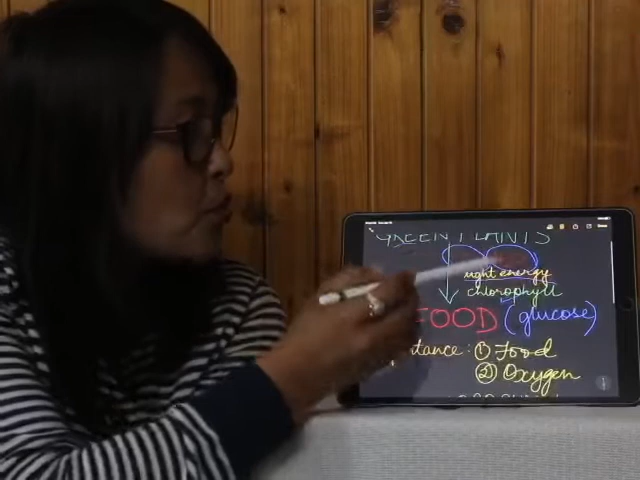 GREEN PLANTS
light energy
chlorophyll
FOOD (glucose)
tance: ① Food
② Oxygen